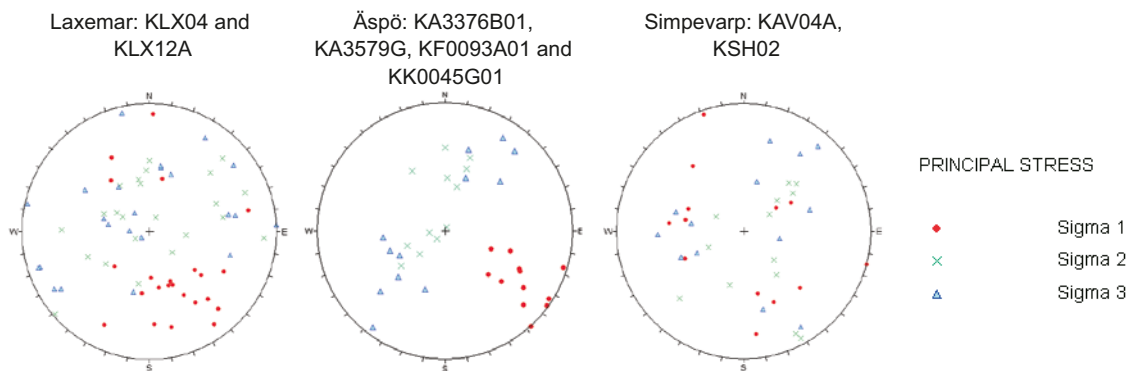 Laxemar: KLX04 and
KLX12A
Äspö: KA3376B01,
KA3579G, KF0093A01 and
KK0045G01
Simpevarp: KAV04A,
KSH02
N
W
E
S
N
W
E
S
N
W
E
S
PRINCIPAL STRESS
Sigma 1
Sigma 2
Sigma 3